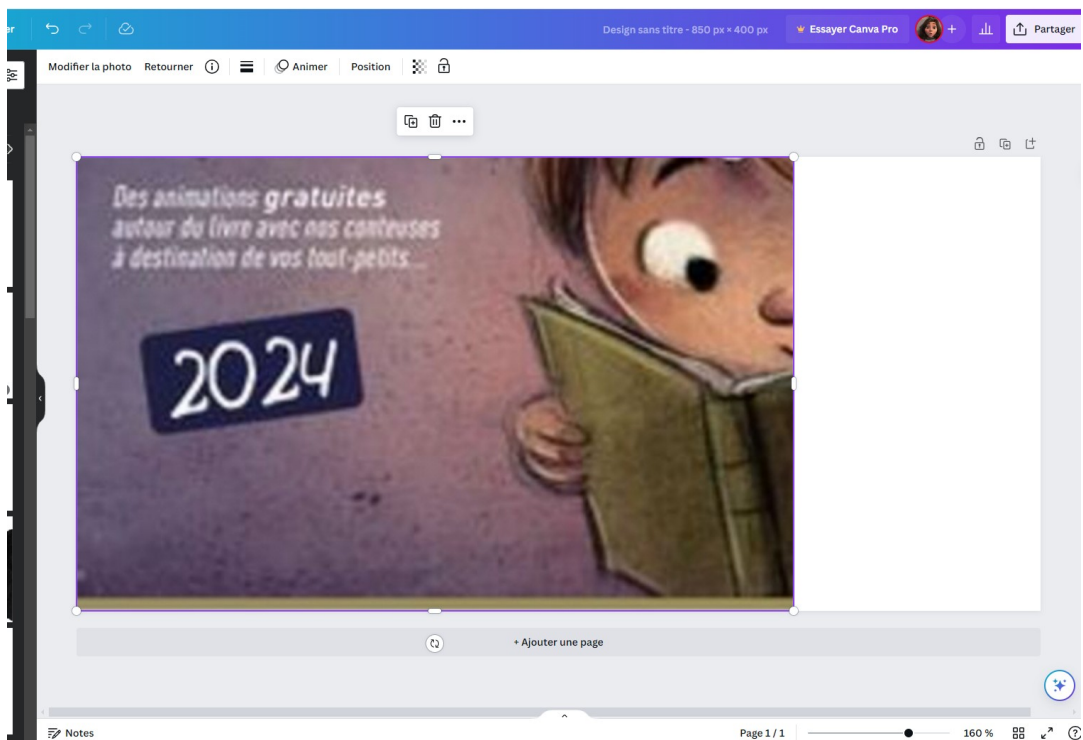 Design sans titre - 850 px × 400 px
Essayer Canva Pro
+
Partager
Modifier la photo
Retourner
Animer
Position
Des animations gratuites
autour du livre avec nos conteuses
à destination de vos tout-petits...
2024
+ Ajouter une page
Notes
Page 1 / 1
160 %